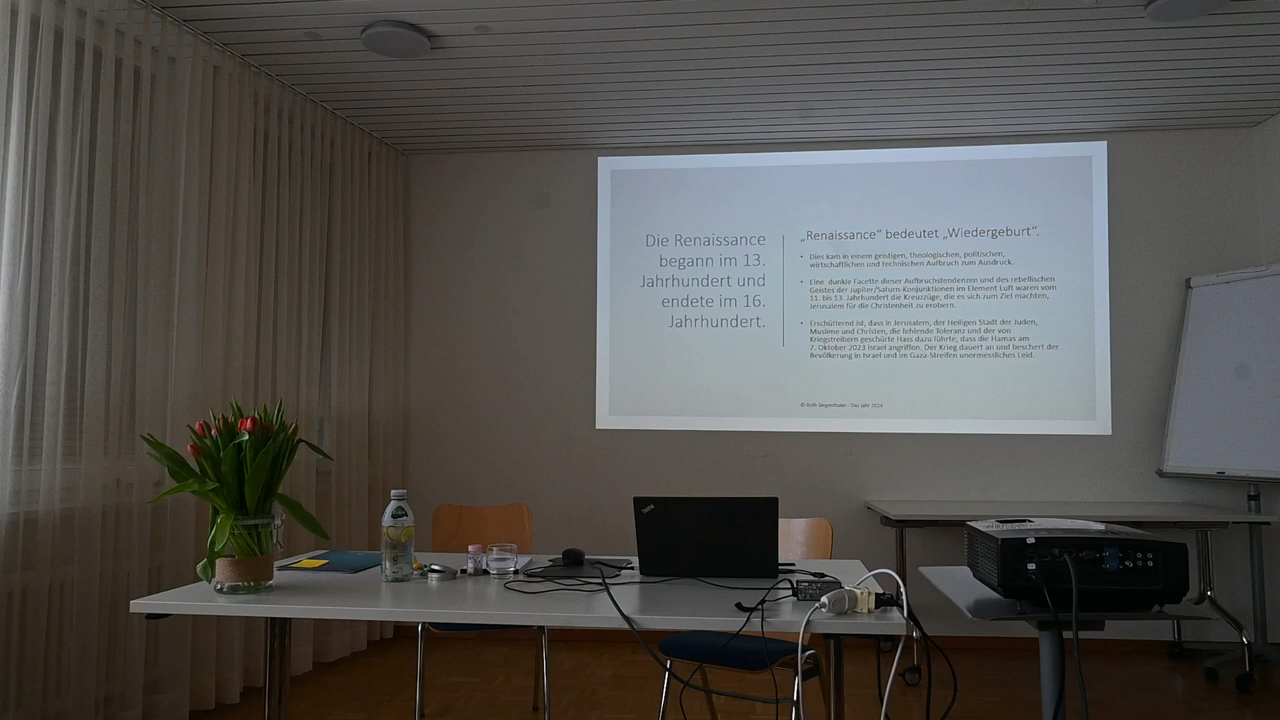 Die Renaissance
begann im 13.
Jahrhundert und
endete im 16.
Jahrhundert.
„Renaissance“ bedeutet „Wiedergeburt“.
• Dies kam in einem geistigen, theologischen, politischen,
wirtschaftlichen und technischen Aufbruch zum Ausdruck.
• Eine dunkle Facette dieser Aufbruchstendenzen und des rebellischen
Geistes der Jupiter/Saturn-Konjunktionen im Element Luft waren vom
11. bis 13. Jahrhundert die Kreuzzüge, die es sich zum Ziel machten,
Jerusalem für die Christenheit zu erobern.
• Erschütternd ist, dass in Jerusalem, der Heiligen Stadt der Juden,
Muslime und Christen, die fehlende Toleranz und der von
Kriegstreibern geschürte Hass dazu führte, dass die Hamas am
7. Oktober 2023 Israel angriffen. Der Krieg dauert an und beschert der
Bevölkerung in Israel und im Gaza-Streifen unermessliches Leid.
© Ruth Siegenthaler - Das Jahr 2024